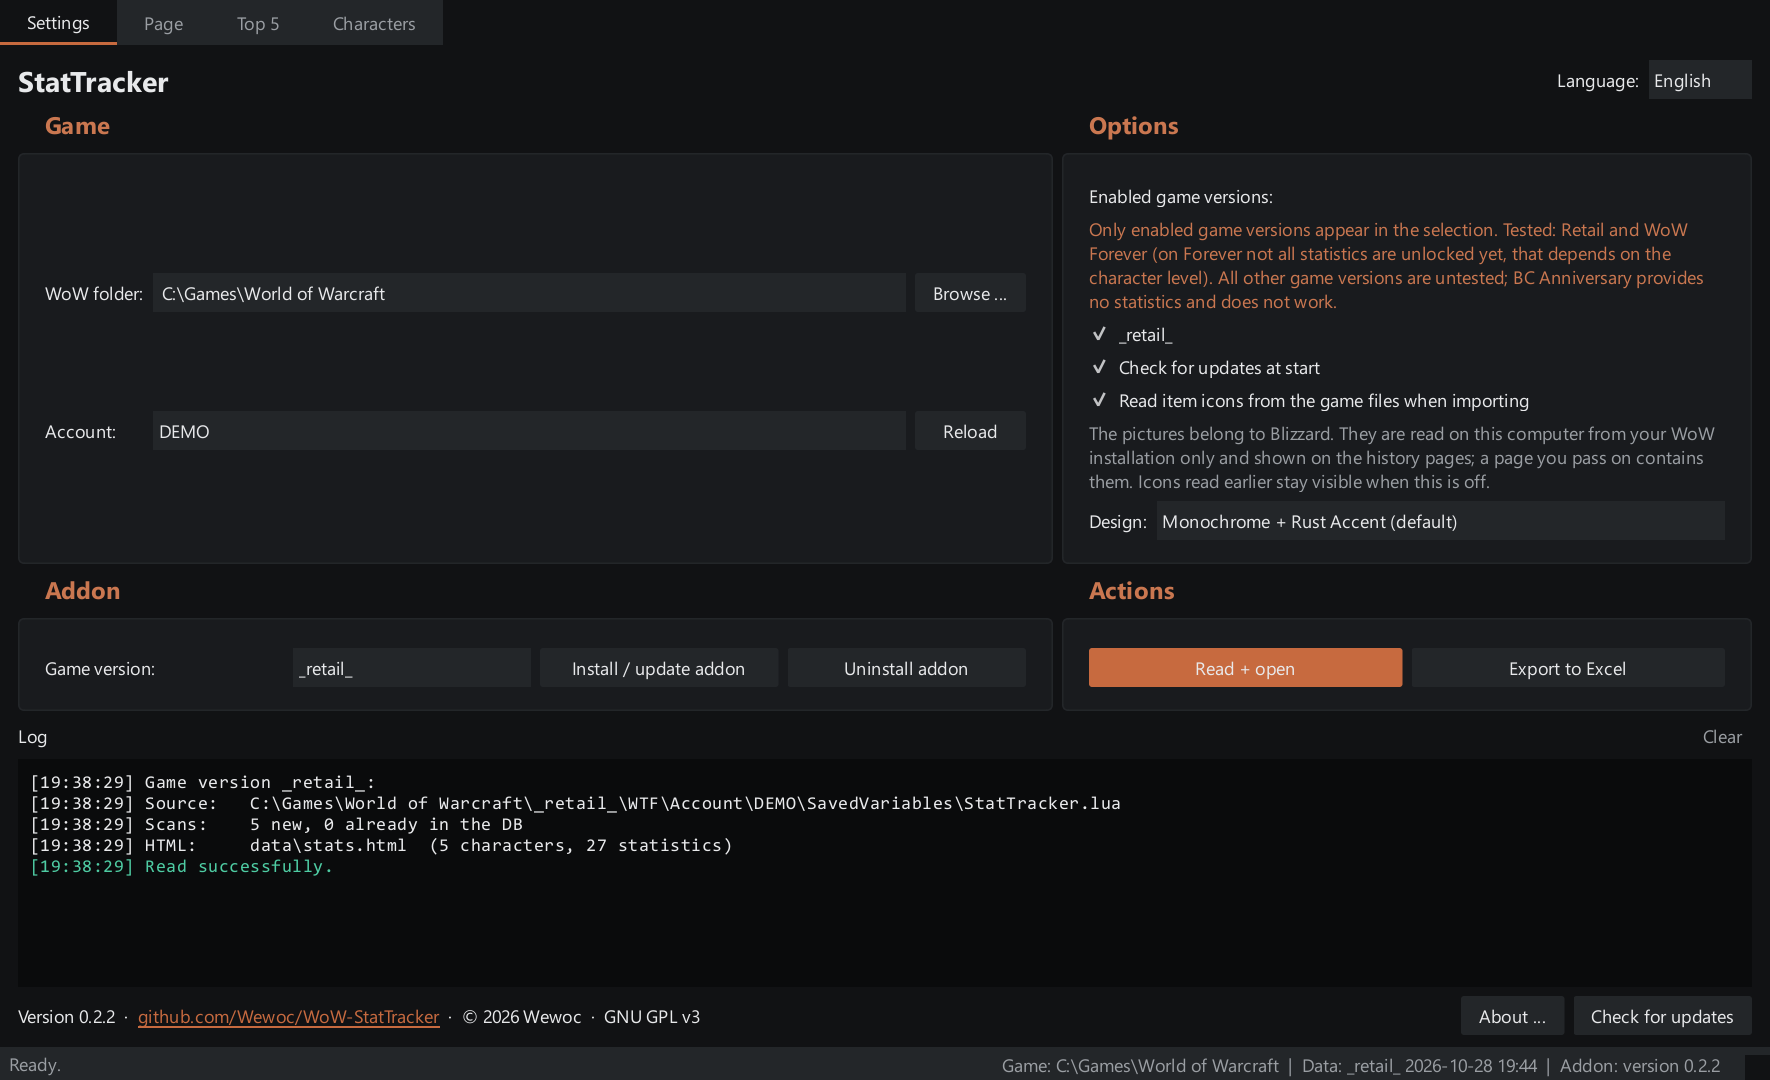 Settings Page Top 5 Characters
StatTracker
Language: English
Game
WoW folder: C:\Games\World of Warcraft Browse ...
Account: DEMO Reload
Options
Enabled game versions:
Only enabled game versions appear in the selection. Tested: Retail and WoW
Forever (on Forever not all statistics are unlocked yet, that depends on the
character level). All other game versions are untested; BC Anniversary provides
no statistics and does not work.
_retail_
Check for updates at start
Read item icons from the game files when importing
The pictures belong to Blizzard. They are read on this computer from your WoW
installation only and shown on the history pages; a page you pass on contains
them. Icons read earlier stay visible when this is off.
Design: Monochrome + Rust Accent (default)
Addon
Game version: _retail_ Install / update addon Uninstall addon
Actions
Read + open Export to Excel
Log Clear
[19:38:29] Game version _retail_:
[19:38:29] Source: C:\Games\World of Warcraft\_retail_\WTF\Account\DEMO\SavedVariables\StatTracker.lua
[19:38:29] Scans: 5 new, 0 already in the DB
[19:38:29] HTML: data\stats.html (5 characters, 27 statistics)
[19:38:29] Read successfully.
Version 0.2.2 · github.com/Wewoc/WoW-StatTracker · © 2026 Wewoc · GNU GPL v3
About ... Check for updates
Ready. Game: C:\Games\World of Warcraft | Data: _retail_ 2026-10-28 19:44 | Addon: version 0.2.2